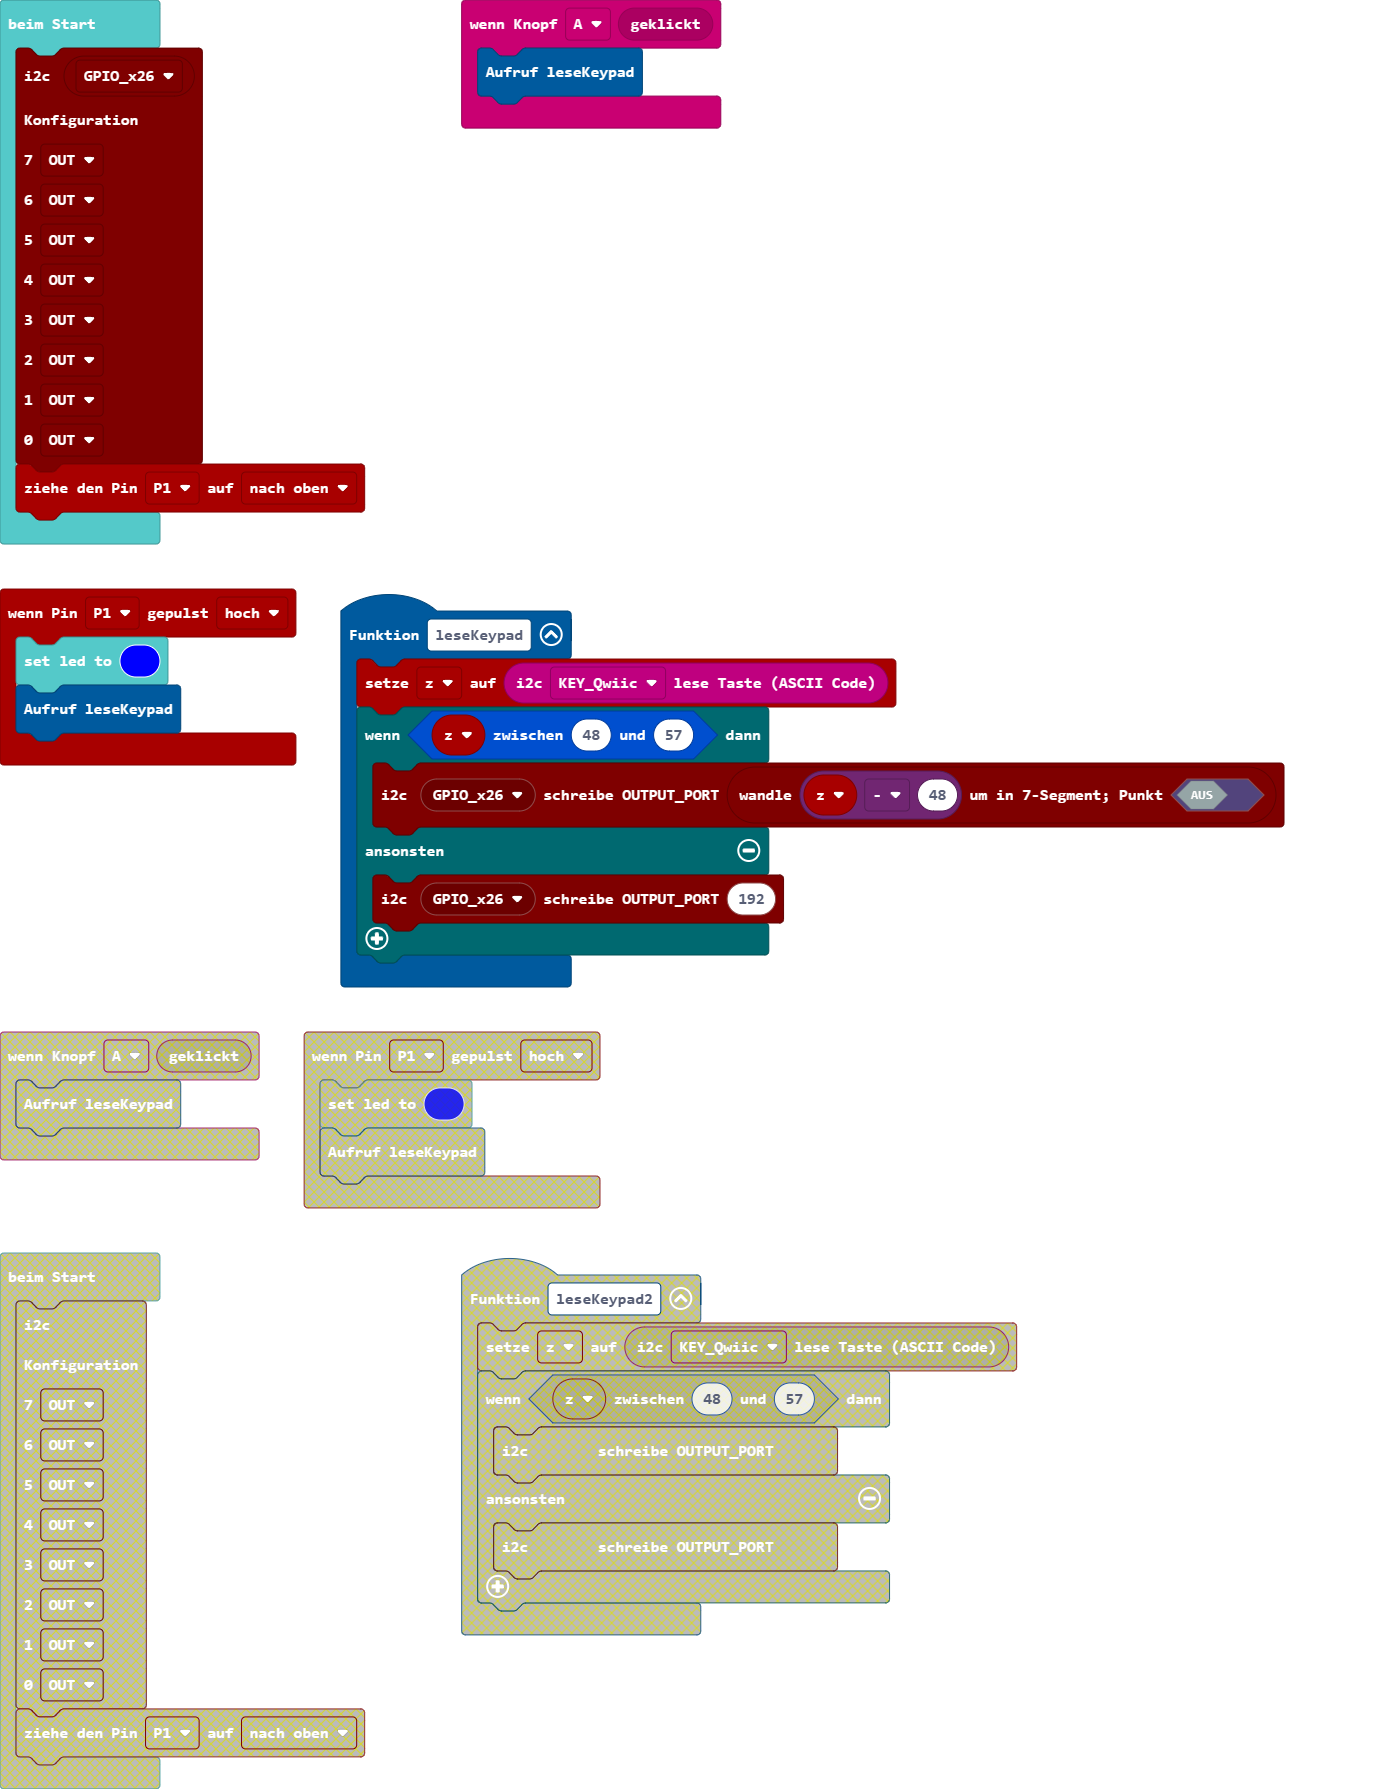 beim Start
i2c GPIO_x26
Konfiguration
7 OUT
6 OUT
5 OUT
4 OUT
3 OUT
2 OUT
1 OUT
0 OUT
ziehe den Pin P1 auf nach oben
wenn Knopf A geklickt
Aufruf leseKeypad
wenn Pin P1 gepulst hoch
set led to
Aufruf leseKeypad
Funktion leseKeypad
setze z auf i2c KEY_Qwiic lese Taste (ASCII Code)
wenn z zwischen 48 und 57 dann
i2c GPIO_x26 schreibe OUTPUT_PORT wandle z - 48 um in 7-Segment; Punkt AUS
ansonsten
i2c GPIO_x26 schreibe OUTPUT_PORT 192
wenn Knopf A geklickt
Aufruf leseKeypad
wenn Pin P1 gepulst hoch
set led to
Aufruf leseKeypad
beim Start
i2c
Konfiguration
7 OUT
6 OUT
5 OUT
4 OUT
3 OUT
2 OUT
1 OUT
0 OUT
ziehe den Pin P1 auf nach oben
Funktion leseKeypad2
setze z auf i2c KEY_Qwiic lese Taste (ASCII Code)
wenn z zwischen 48 und 57 dann
i2c schreibe OUTPUT_PORT
ansonsten
i2c schreibe OUTPUT_PORT